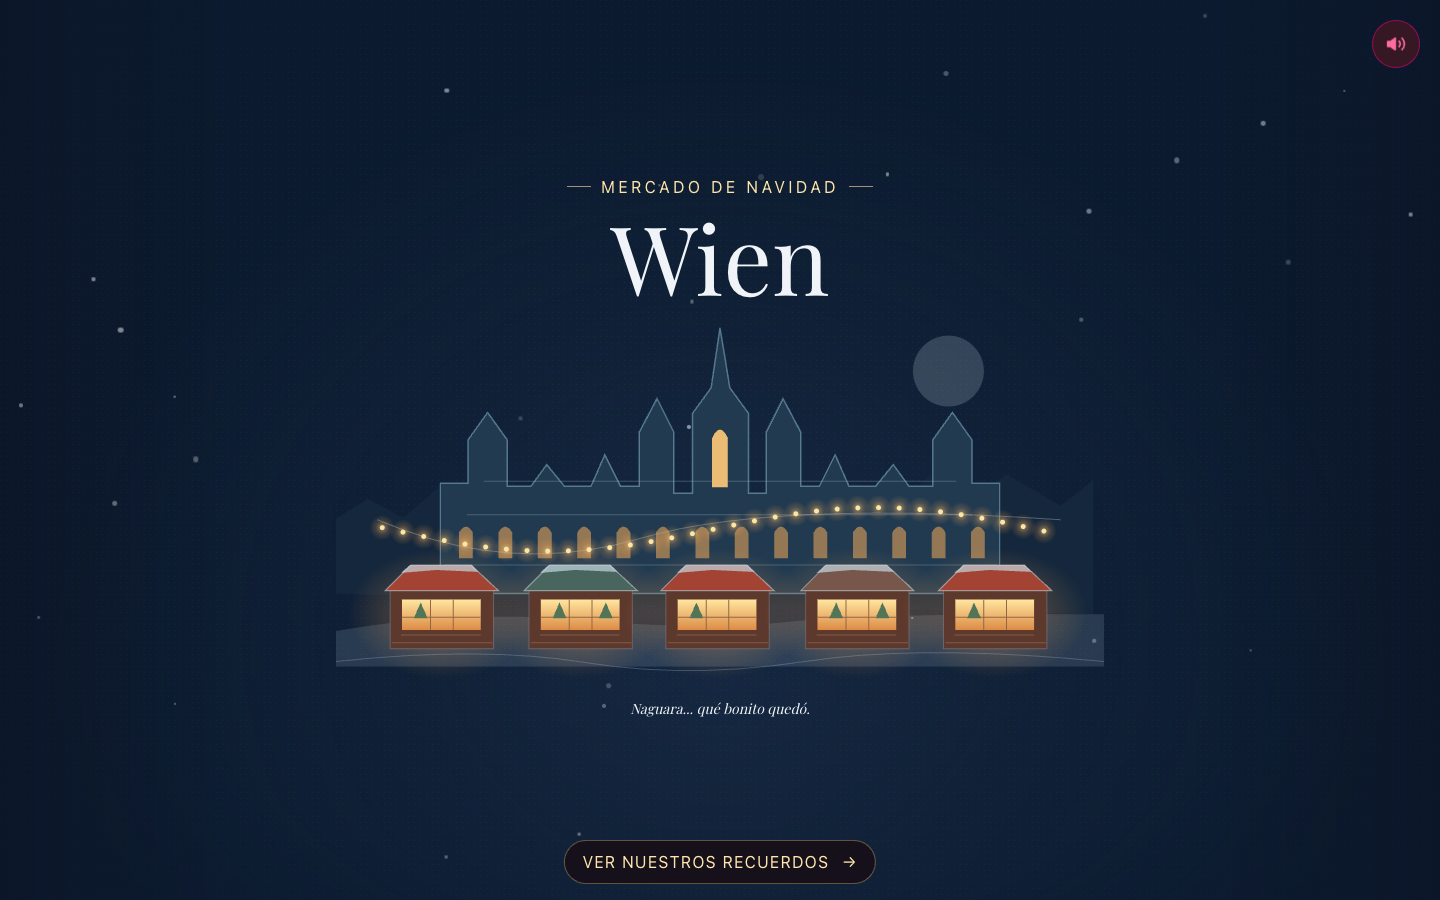 MERCADO DE NAVIDAD
Wien
Naguara... qué bonito quedó.
VER NUESTROS RECUERDOS →